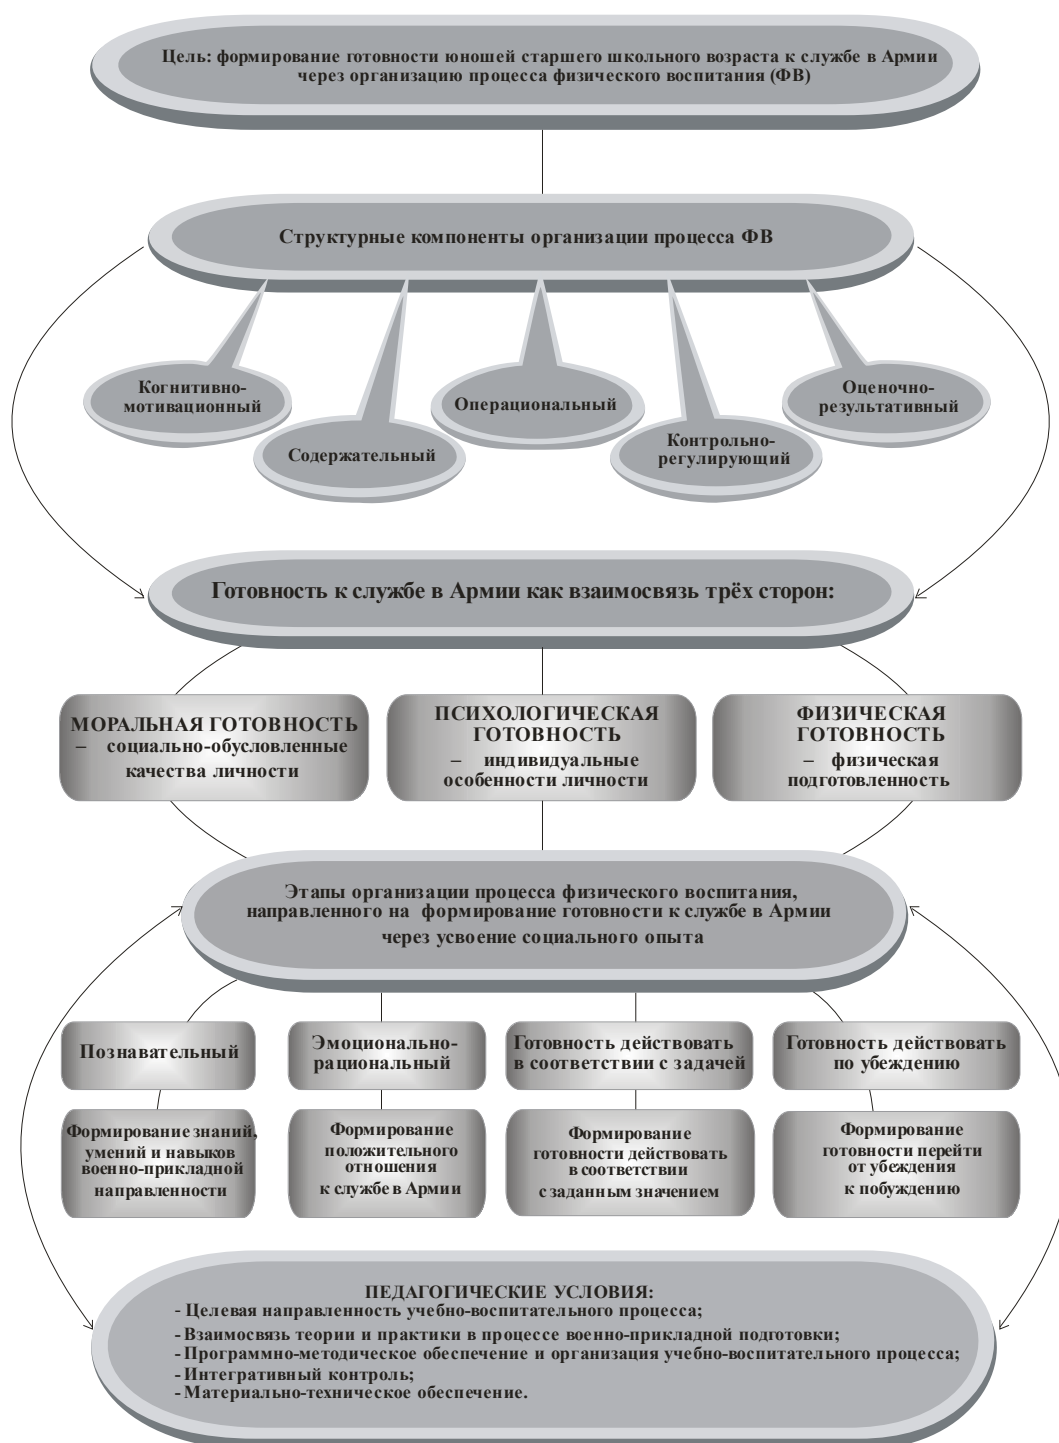 Цель: формирование готовности юношей старшего школьного возраста к службе в Армии
через организацию процесса физического воспитания (ФВ)
Структурные компоненты организации процесса ФВ
Когнитивно-
мотивационный
Содержательный
Операциональный
Контрольно-
регулирующий
Оценочно-
результативный
Готовность к службе в Армии как взаимосвязь трёх сторон:
МОРАЛЬНАЯ ГОТОВНОСТЬ
– социально-обусловленные
качества личности
ПСИХОЛОГИЧЕСКАЯ
ГОТОВНОСТЬ
– индивидуальные
особенности личности
ФИЗИЧЕСКАЯ
ГОТОВНОСТЬ
– физическая
подготовленность
Этапы организации процесса физического воспитания,
направленного на формирование готовности к службе в Армии
через усвоение социального опыта
Познавательный
Эмоционально-
рациональный
Готовность действовать
в соответствии с задачей
Готовность действовать
по убеждению
Формирование знаний,
умений и навыков
военно-прикладной
направленности
Формирование
положительного
отношения
к службе в Армии
Формирование
готовности действовать
в соответствии
с заданным значением
Формирование
готовности перейти
от убеждения
к побуждению
ПЕДАГОГИЧЕСКИЕ УСЛОВИЯ:
- Целевая направленность учебно-воспитательного процесса;
- Взаимосвязь теории и практики в процессе военно-прикладной подготовки;
- Программно-методическое обеспечение и организация учебно-воспитательного процесса;
- Интегративный контроль;
- Материально-техническое обеспечение.